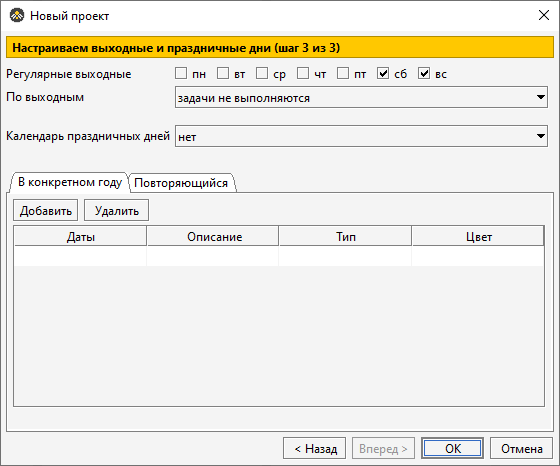 Новый проект
Настраиваем выходные и праздничные дни (шаг 3 из 3)
Регулярные выходные пн вт ср чт пт сб вс
По выходным задачи не выполняются
Календарь праздничных дней нет
В конкретном году Повторяющийся
Добавить Удалить
Даты Описание Тип Цвет
< Назад Вперед > OK Отмена